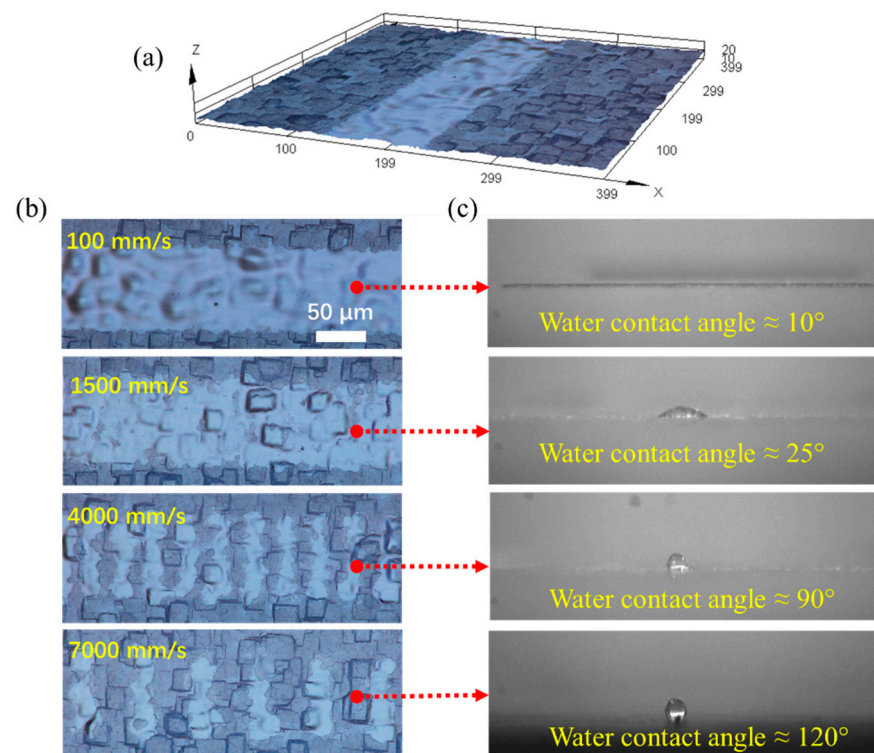 (a)
Z
20
10
399
299
199
100
0
100
199
299
399
X
(b)
(c)
100 mm/s
50 μm
Water contact angle ≈ 10°
1500 mm/s
Water contact angle ≈ 25°
4000 mm/s
Water contact angle ≈ 90°
7000 mm/s
Water contact angle ≈ 120°